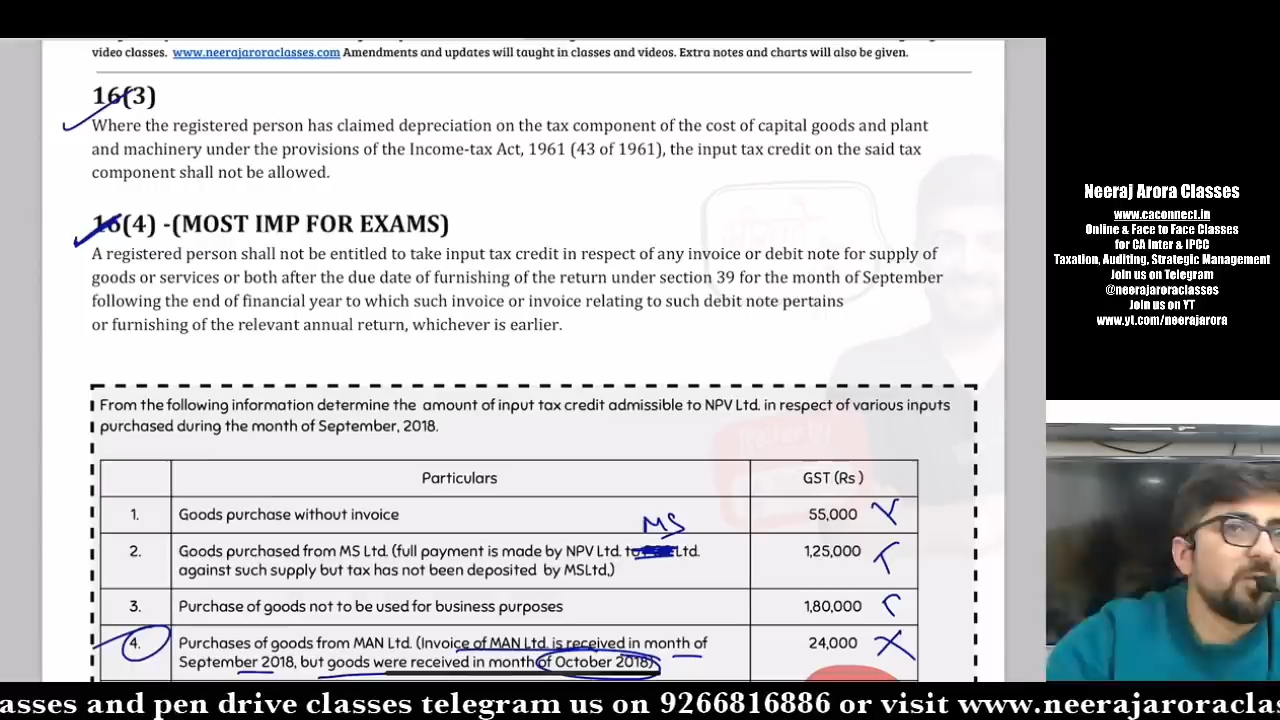 video classes. www.neerajaroraclasses.com Amendments and updates will taught in classes and videos. Extra notes and charts will also be given.
16(3)
Where the registered person has claimed depreciation on the tax component of the cost of capital goods and plant
and machinery under the provisions of the Income-tax Act, 1961 (43 of 1961), the input tax credit on the said tax
component shall not be allowed.
16(4) -(MOST IMP FOR EXAMS)
A registered person shall not be entitled to take input tax credit in respect of any invoice or debit note for supply of
goods or services or both after the due date of furnishing of the return under section 39 for the month of September
following the end of financial year to which such invoice or invoice relating to such debit note pertains
or furnishing of the relevant annual return, whichever is earlier.
From the following information determine the amount of input tax credit admissible to NPV Ltd. in respect of various inputs
purchased during the month of September, 2018.
Particulars GST (Rs )
1. Goods purchase without invoice 55,000
MS
2. Goods purchased from MS Ltd. (full payment is made by NPV Ltd. Ltd. 1,25,000
against such supply but tax has not been deposited by MSLtd,)
3. Purchase of goods not to be used for business purposes 1,80,000
4. Purchases of goods from MAN Ltd. (Invoice of MAN Ltd. is received in month of 24,000
September 2018, but goods were received in month of October 2018)
Neeraj Arora Classes
www.caconnect.in
Online & Face to Face Classes
for CA Inter & IPCC
Taxation, Auditing, Strategic Management
Join us on Telegram
@neerajaroraclasses
Join us on YT
www.yt.com/neerajarora
asses and pen drive classes telegram us on 9266816886 or visit www.neerajaroraclas